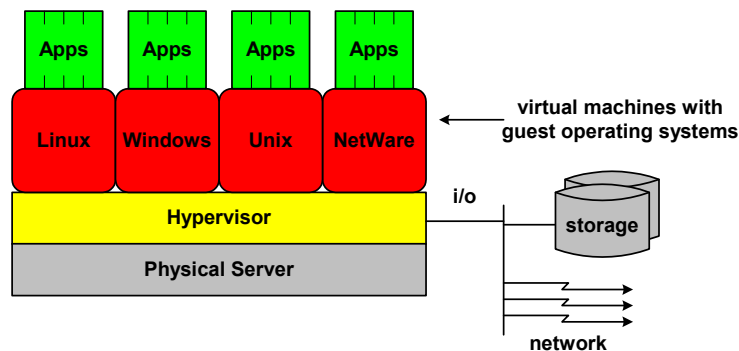 Apps
Apps
Apps
Apps
Linux
Windows
Unix
NetWare
virtual machines with
guest operating systems
Hypervisor
i/o
storage
Physical Server
network